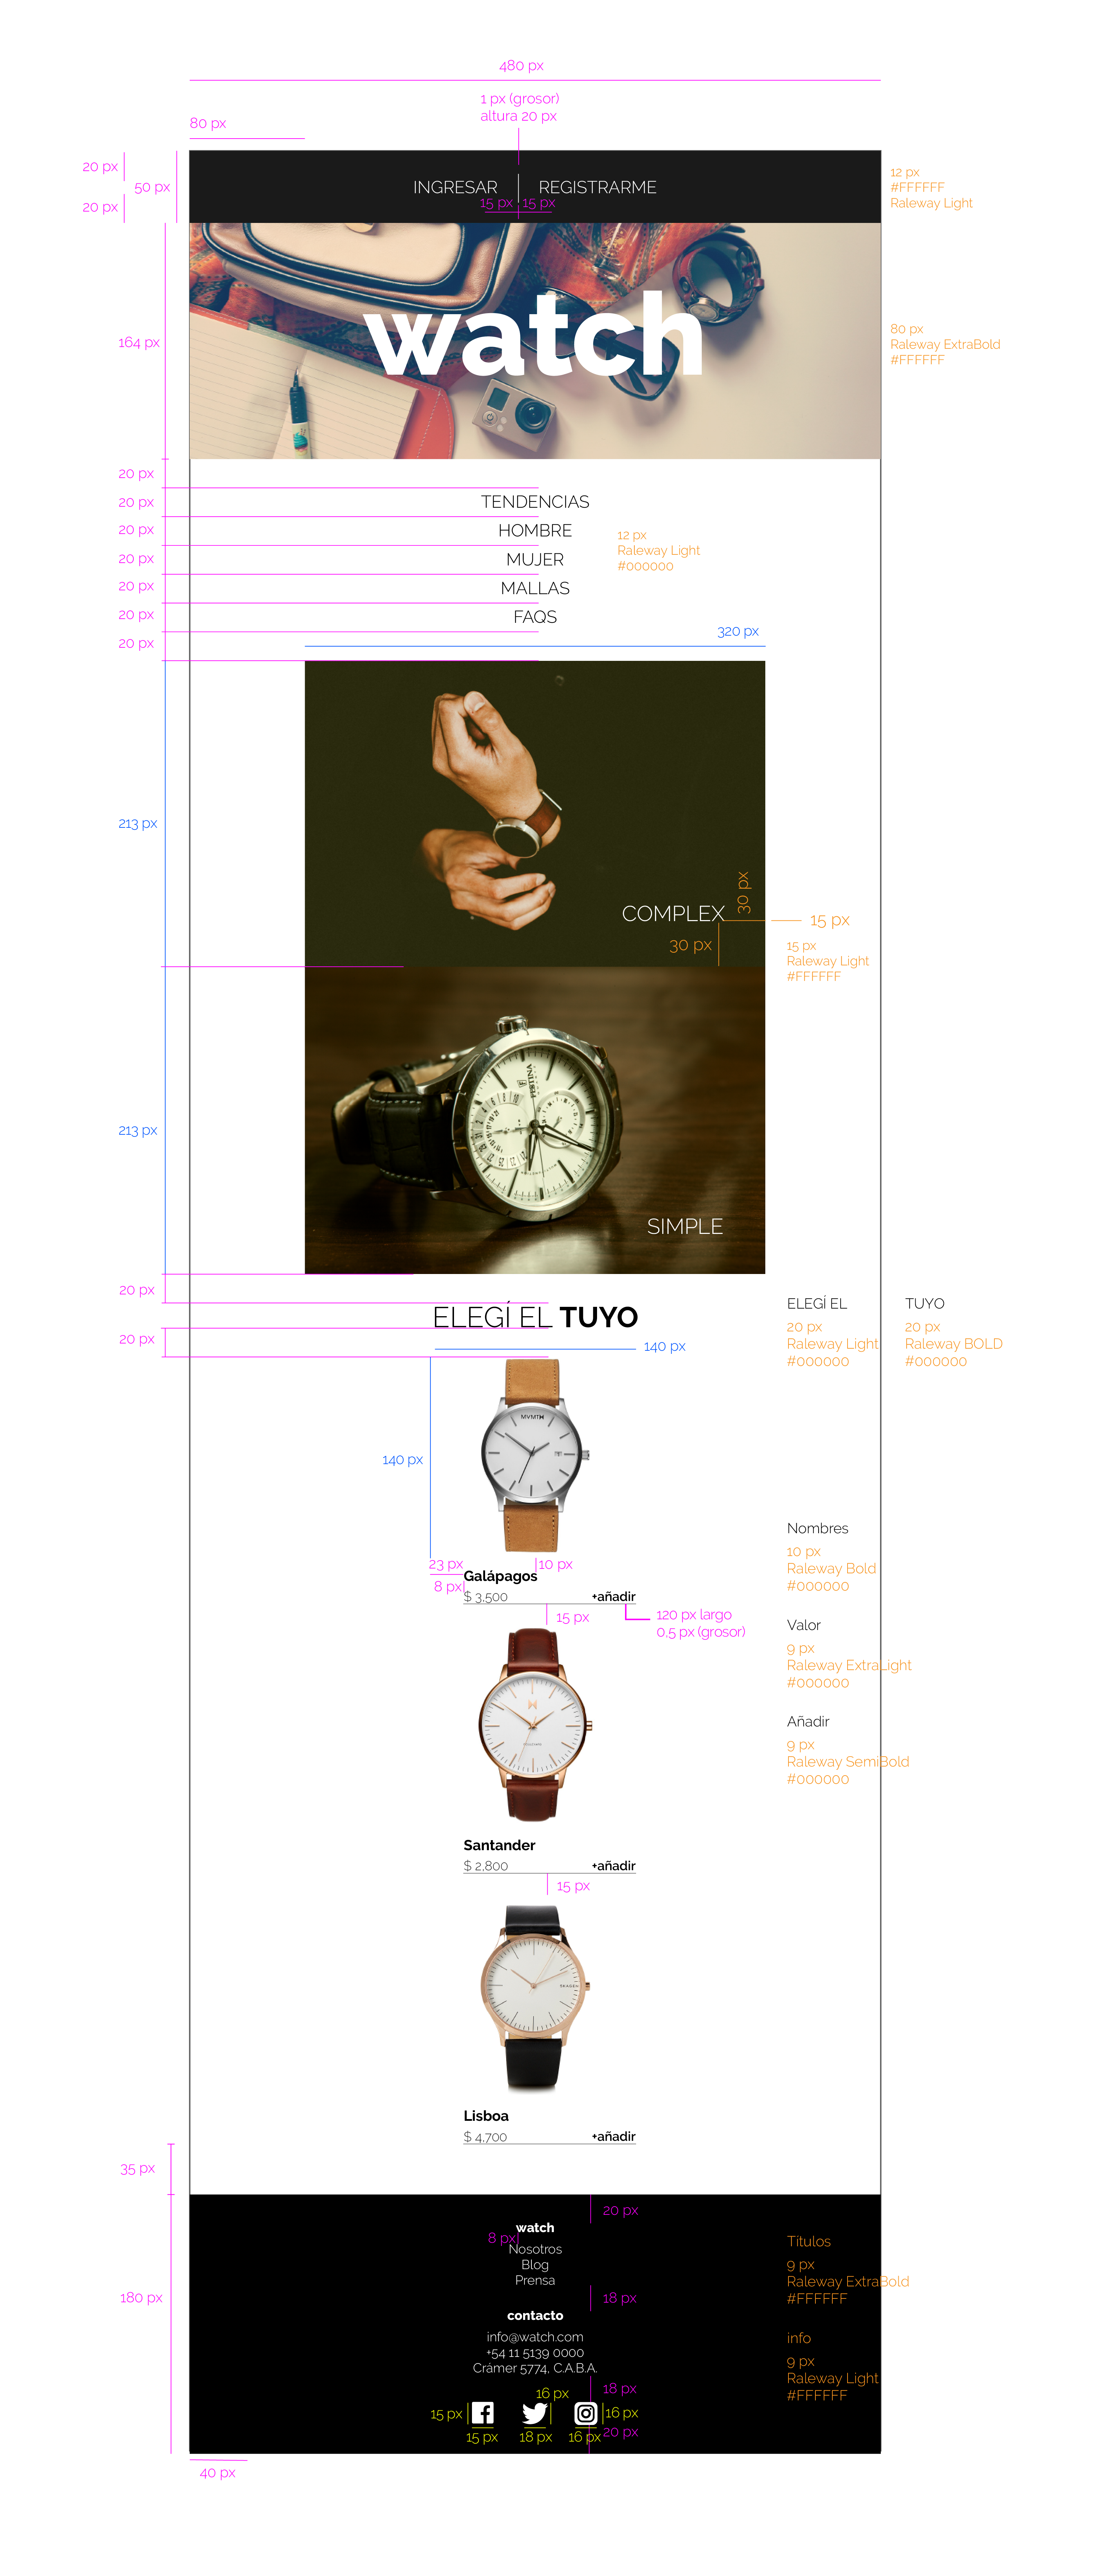 480 px
1 px (grosor)
altura 20 px
80 px
20 px
50 px
20 px
INGRESAR
REGISTRARME
15 px
15 px
12 px
#FFFFFF
Raleway Light
164 px
watch
80 px
Raleway ExtraBold
#FFFFFF
20 px
20 px
TENDENCIAS
20 px
HOMBRE
12 px
Raleway Light
#000000
20 px
MUJER
20 px
MALLAS
20 px
FAQS
20 px
320 px
213 px
COMPLEX
30 px
30 px
15 px
15 px
Raleway Light
#FFFFFF
213 px
FESTINA
SIMPLE
20 px
ELEGÍ EL TUYO
20 px
140 px
ELEGÍ EL
20 px
Raleway Light
#000000
TUYO
20 px
Raleway BOLD
#000000
MVMTH
140 px
23 px
10 px
Galápagos
8 px
$ 3,500
+añadir
15 px
120 px largo
0,5 px (grosor)
Nombres
10 px
Raleway Bold
#000000
Valor
9 px
Raleway ExtraLight
#000000
Añadir
9 px
Raleway SemiBold
#000000
Santander
$ 2,800
+añadir
15 px
SKAGEN
Lisboa
$ 4,700
+añadir
35 px
20 px
watch
8 px
Nosotros
Blog
Prensa
18 px
180 px
contacto
info@watch.com
+54 11 5139 0000
Crámer 5774, C.A.B.A.
18 px
16 px
15 px
16 px
15 px
18 px
16 px
20 px
Títulos
9 px
Raleway ExtraBold
#FFFFFF
info
9 px
Raleway Light
#FFFFFF
40 px